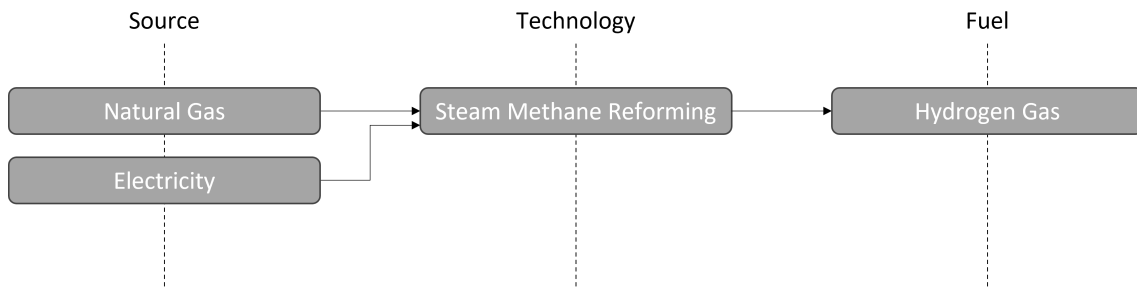 Source
Technology
Fuel
Natural Gas
Steam Methane Reforming
Hydrogen Gas
Electricity